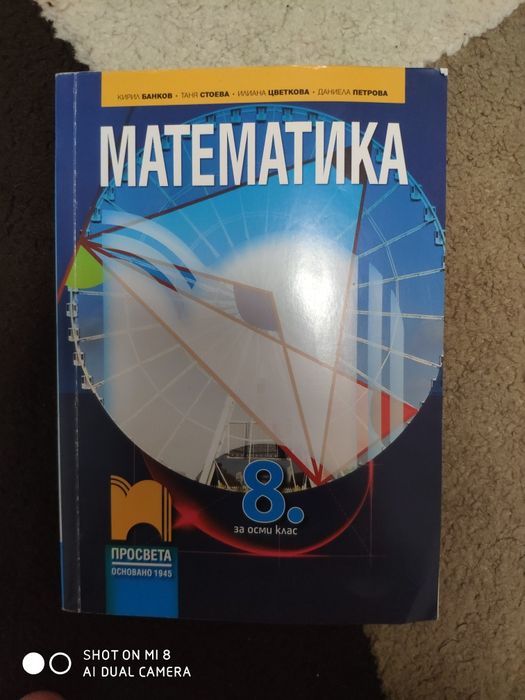 КИРИЛ БАНКОВ • ТАНЯ СТОЕВА • ИЛИАНА ЦВЕТКОВА • ДАНИЕЛА ПЕТРОВА
МАТЕМАТИКА
8.
за осми клас
ПРОСВЕТА
ОСНОВАНО 1945
SHOT ON MI 8
AI DUAL CAMERA